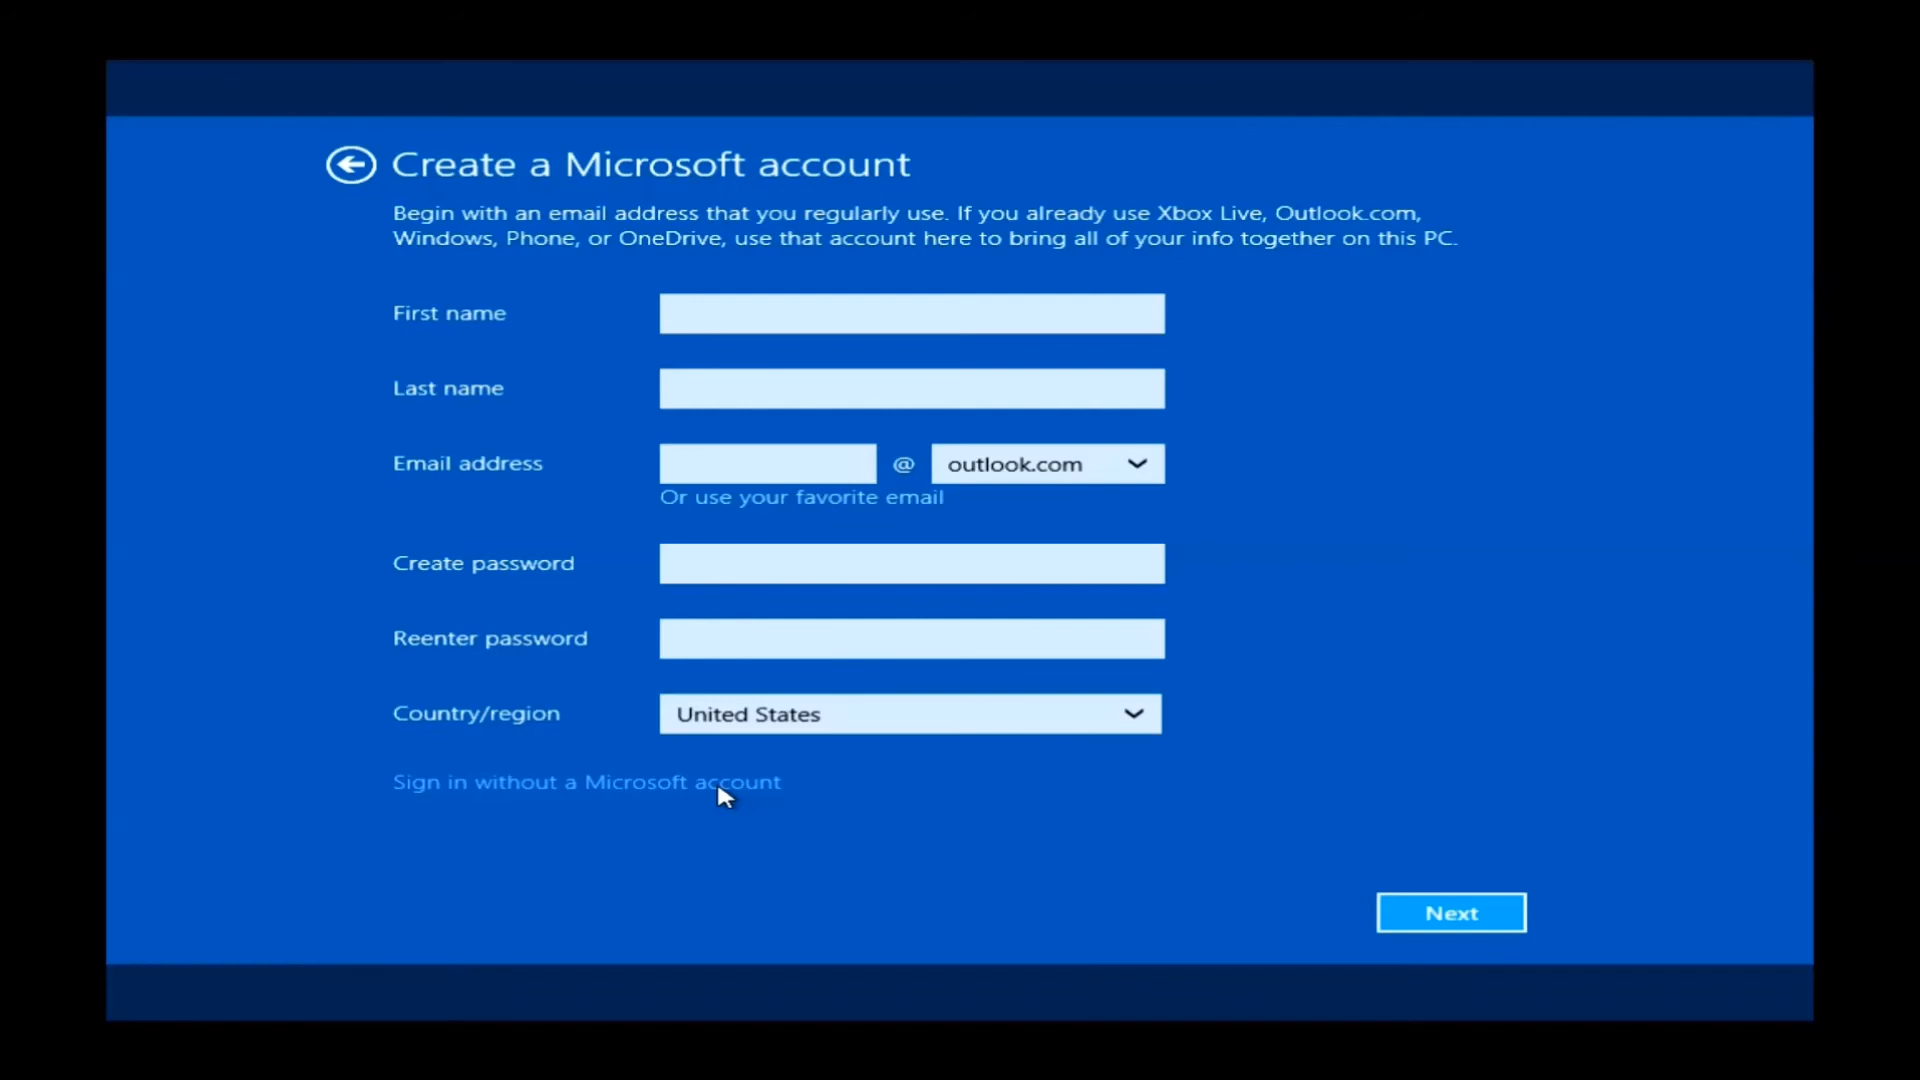 Create a Microsoft account
Begin with an email address that you regularly use. If you already use Xbox Live, Outlook.com,
Windows, Phone, or OneDrive, use that account here to bring all of your info together on this PC.
First name
Last name
Email address @ outlook.com
Or use your favorite email
Create password
Reenter password
Country/region United States
Sign in without a Microsoft account
Next